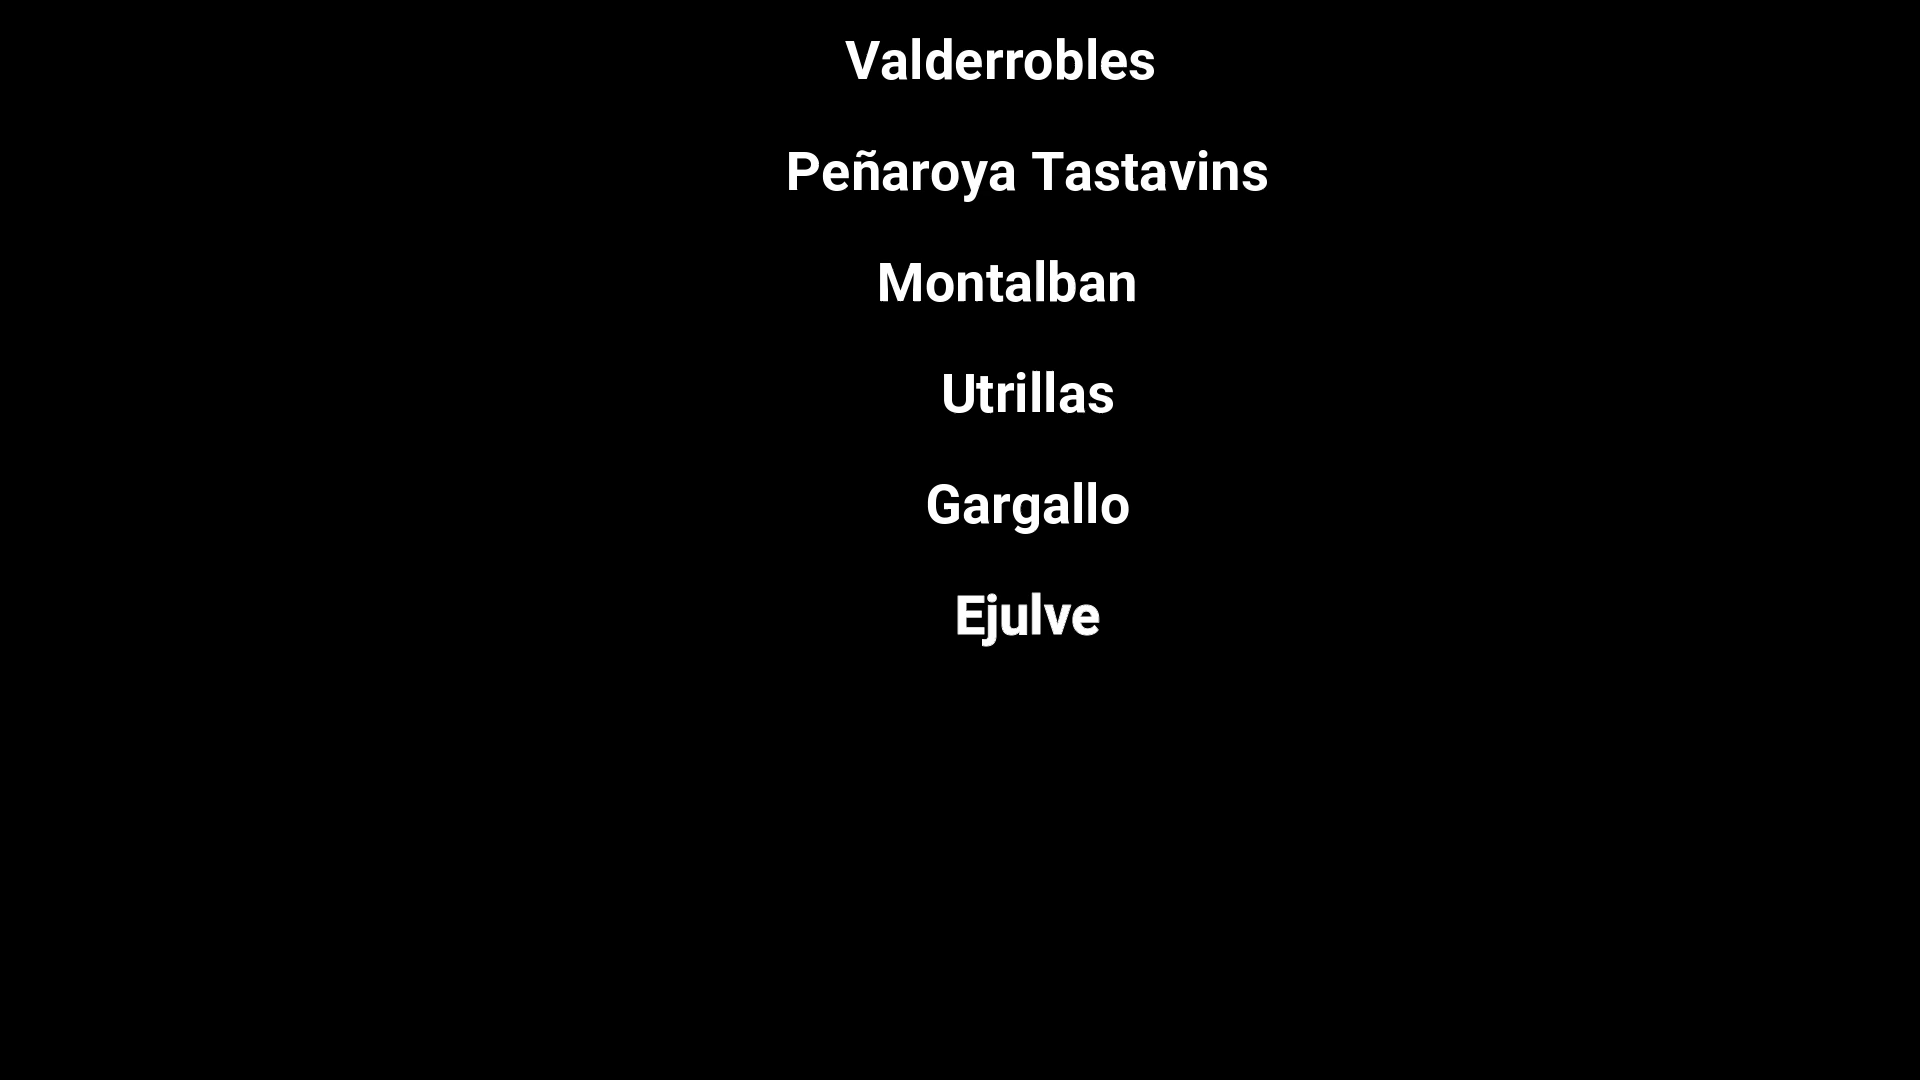 Valderrobles
Peñaroya Tastavins
Montalban
Utrillas
Gargallo
Ejulve